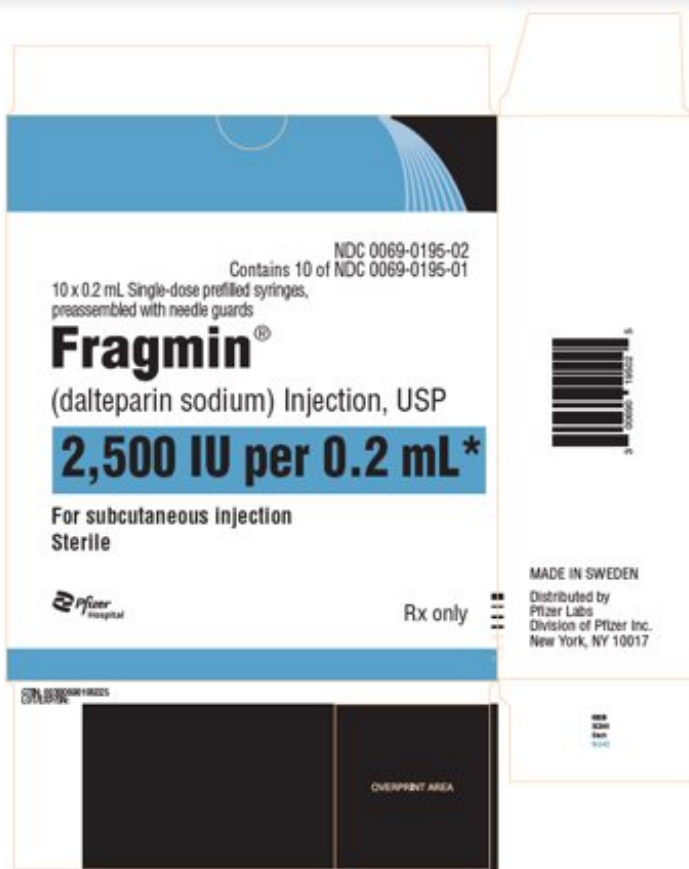 NDC 0069-0195-02
Contains 10 of NDC 0069-0195-01
10 x 0.2 mL Single-dose prefilled syringes,
preassembled with needle guards
Fragmin®
(dalteparin sodium) Injection, USP
2,500 IU per 0.2 mL*
For subcutaneous injection
Sterile
Pfizer
Hospital
Rx only
MADE IN SWEDEN
Distributed by
Pfizer Labs
Division of Pfizer Inc.
New York, NY 10017
OVERPRINT AREA